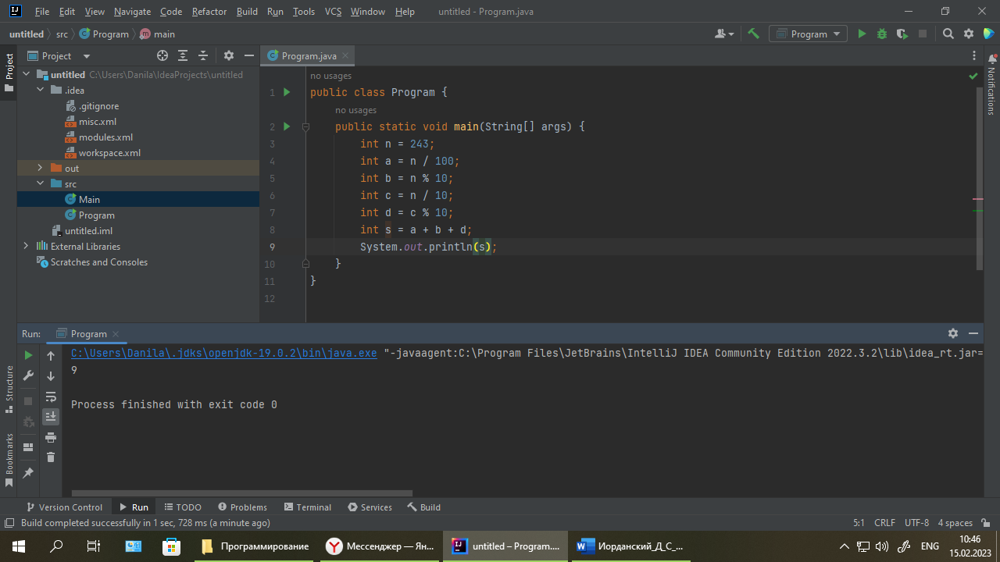 File Edit View Navigate Code Refactor Build Run Tools VCS Window Help untitled - Program.java
untitled src Program main
Program
Project
Program.java
Project
untitled C:\Users\Danila\IdeaProjects\untitled
.idea
.gitignore
misc.xml
modules.xml
workspace.xml
out
src
Main
Program
untitled.iml
External Libraries
Scratches and Consoles
no usages
1 public class Program {
no usages
2 public static void main(String[] args) {
3 int n = 243;
4 int a = n / 100;
5 int b = n % 10;
6 int c = n / 10;
7 int d = c % 10;
8 int s = a + b + d;
9 System.out.println(s);
10 }
11 }
12
Notifications
Run: Program
C:\Users\Danila\.jdks\openjdk-19.0.2\bin\java.exe "-javaagent:C:\Program Files\JetBrains\IntelliJ IDEA Community Edition 2022.3.2\lib\idea_rt.jar=
9
Process finished with exit code 0
Structure
Bookmarks
Version Control Run TODO Problems Terminal Services Build
Build completed successfully in 1 sec, 728 ms (a minute ago) 5:1 CRLF UTF-8 4 spaces
Программирование Мессенджер — Ян... untitled – Program.... Иорданский_Д_С_... ENG 10:46
15.02.2023